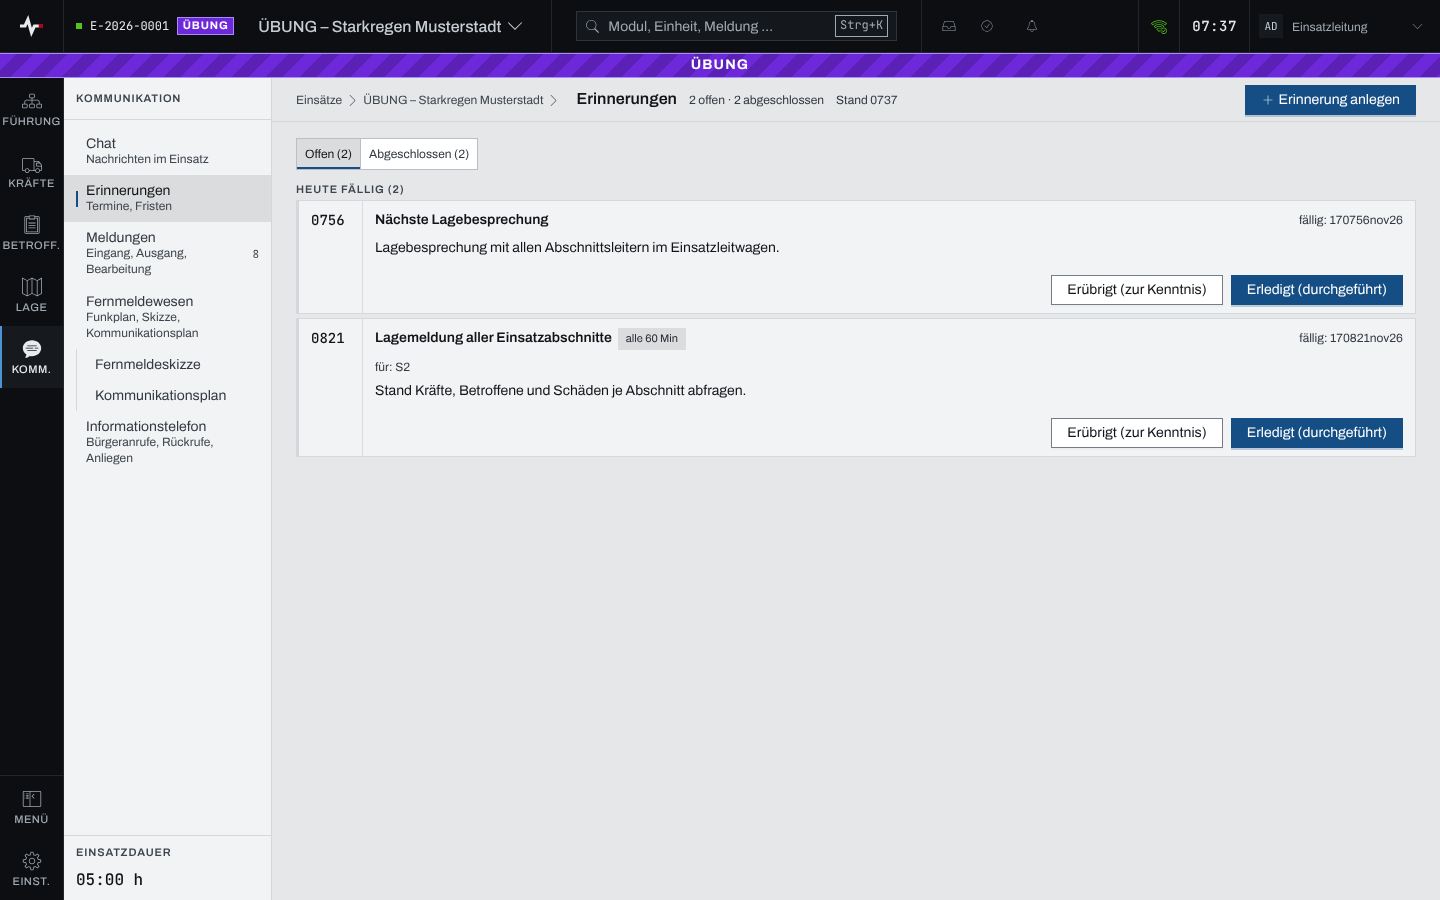 E-2026-0001 ÜBUNG ÜBUNG – Starkregen Musterstadt Modul, Einheit, Meldung ... Strg+K 07:37 AD Einsatzleitung
ÜBUNG
FÜHRUNG
KRÄFTE
BETROFF.
LAGE
KOMM.
MENÜ
EINST.
KOMMUNIKATION
Chat
Nachrichten im Einsatz
Erinnerungen
Termine, Fristen
Meldungen
Eingang, Ausgang,
Bearbeitung
8
Fernmeldewesen
Funkplan, Skizze,
Kommunikationsplan
Fernmeldeskizze
Kommunikationsplan
Informationstelefon
Bürgeranrufe, Rückrufe,
Anliegen
EINSATZDAUER
05:00 h
Einsätze ÜBUNG – Starkregen Musterstadt Erinnerungen 2 offen · 2 abgeschlossen Stand 0737 + Erinnerung anlegen
Offen (2) Abgeschlossen (2)
HEUTE FÄLLIG (2)
0756 Nächste Lagebesprechung fällig: 170756nov26
Lagebesprechung mit allen Abschnittsleitern im Einsatzleitwagen.
Erübrigt (zur Kenntnis) Erledigt (durchgeführt)
0821 Lagemeldung aller Einsatzabschnitte alle 60 Min fällig: 170821nov26
für: S2
Stand Kräfte, Betroffene und Schäden je Abschnitt abfragen.
Erübrigt (zur Kenntnis) Erledigt (durchgeführt)